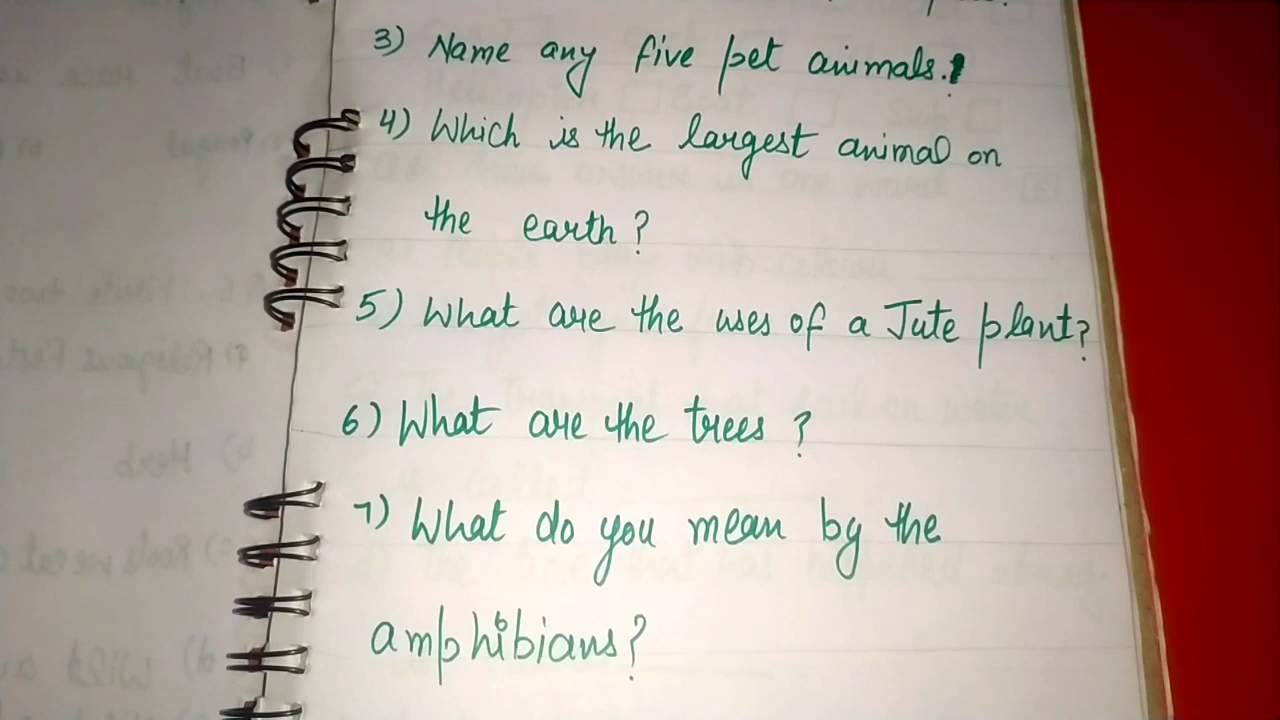 3) Name any five pet animals.
4) Which is the largest animal on
the earth?
5) What are the uses of a Jute plant?
6) What are the trees ?
7) What do you mean by the
amphibians?